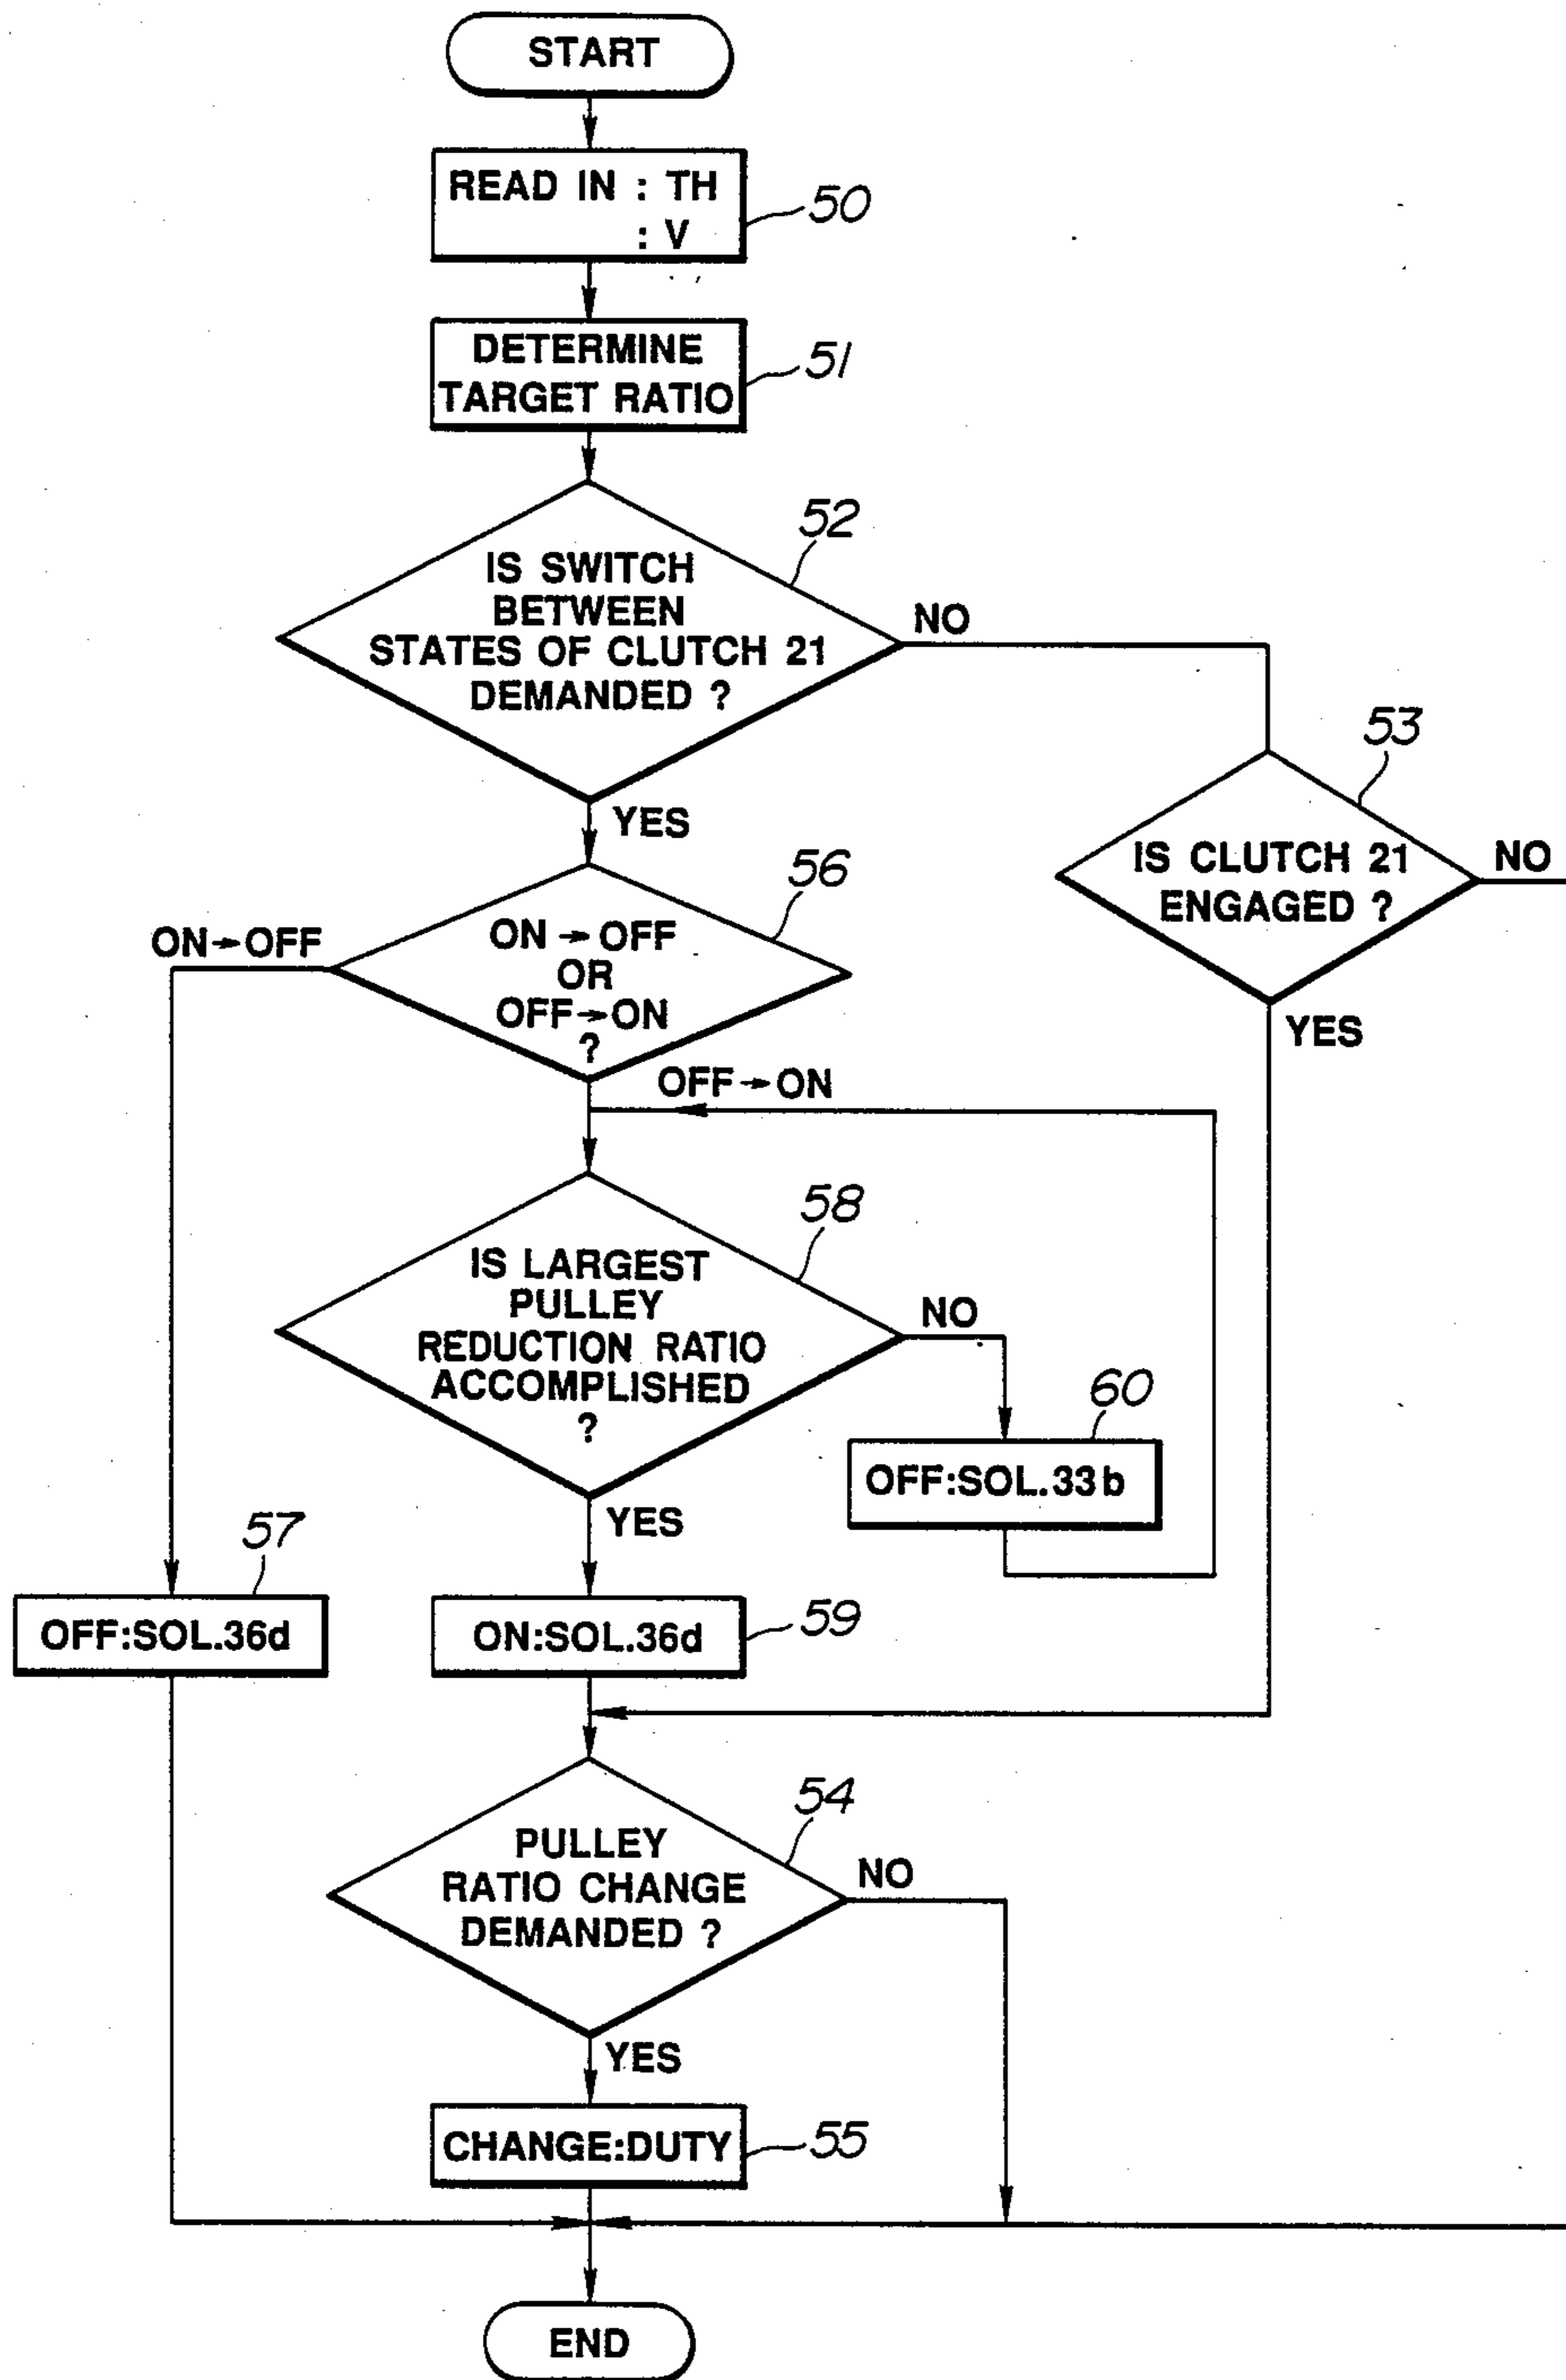 START
READ IN : TH
: V
50
DETERMINE
TARGET RATIO
51
52
IS SWITCH
BETWEEN
STATES OF CLUTCH 21
DEMANDED ?
NO
YES
53
IS CLUTCH 21
ENGAGED ?
NO
YES
56
ON→OFF
ON→OFF
OR
OFF→ON
?
OFF→ON
58
IS LARGEST
PULLEY
REDUCTION RATIO
ACCOMPLISHED
?
NO
60
OFF:SOL.33b
YES
57
OFF:SOL.36d
ON:SOL.36d
59
54
PULLEY
RATIO CHANGE
DEMANDED ?
NO
YES
CHANGE:DUTY
55
END